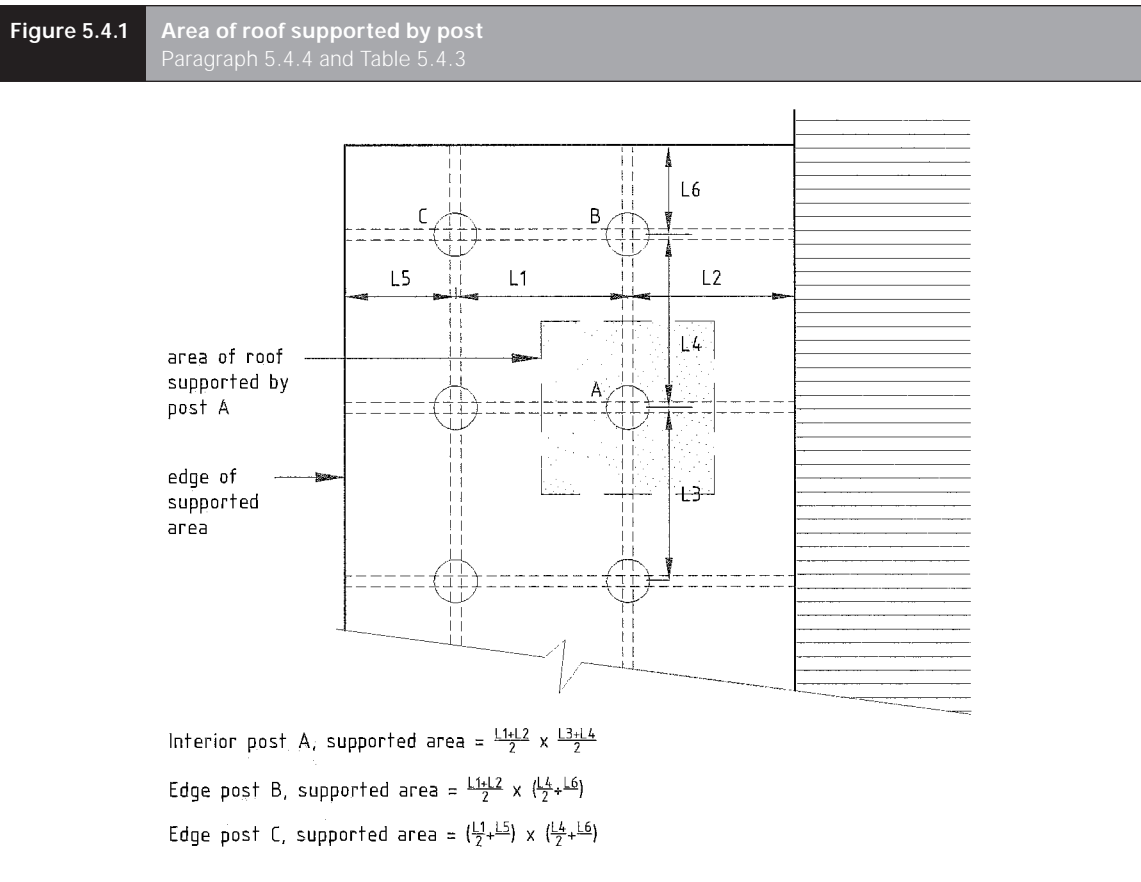 Figure 5.4.1
Area of roof supported by post
Paragraph 5.4.4 and Table 5.4.3
L6
C
B
L5
L1
L2
L4
area of roof
supported by
post A
A
edge of
supported
area
L3
Interior post A, supported area = L1+L2/2 x L3+L4/2
Edge post B, supported area = L1+L2/2 x (L4/2+L6)
Edge post C, supported area = (L1/2+L5) x (L4/2+L6)